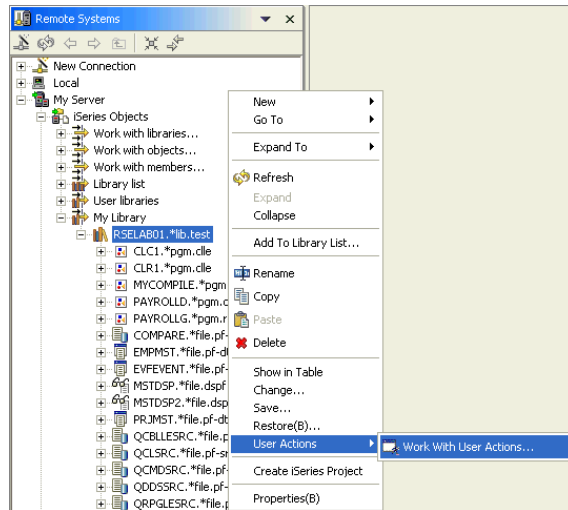 Remote Systems
New Connection
Local
My Server
iSeries Objects
Work with libraries...
Work with objects...
Work with members...
Library list
User libraries
My Library
RSELAB01.*lib.test
CLC1.*pgm.clle
CLR1.*pgm.clle
MYCOMPILE.*pgm
PAYROLLD.*pgm.
PAYROLLG.*pgm.r
COMPARE.*file.pf-
EMPMST.*file.pf-d
EVFEVENT.*file.pf-
MSTDSP.*file.dspf
MSTDSP2.*file.dsp
PRJMST.*file.pf-dt
QCBLLESRC.*file.p
QCLSRC.*file.pf-sr
QCMDSRC.*file.pf-
QDDSSRC.*file.pf-
QRPGLESRC.*file.p
New
Go To
Expand To
Refresh
Expand
Collapse
Add To Library List...
Rename
Copy
Paste
Delete
Show in Table
Change...
Save...
Restore(B)...
User Actions
Work With User Actions...
Create iSeries Project
Properties(B)